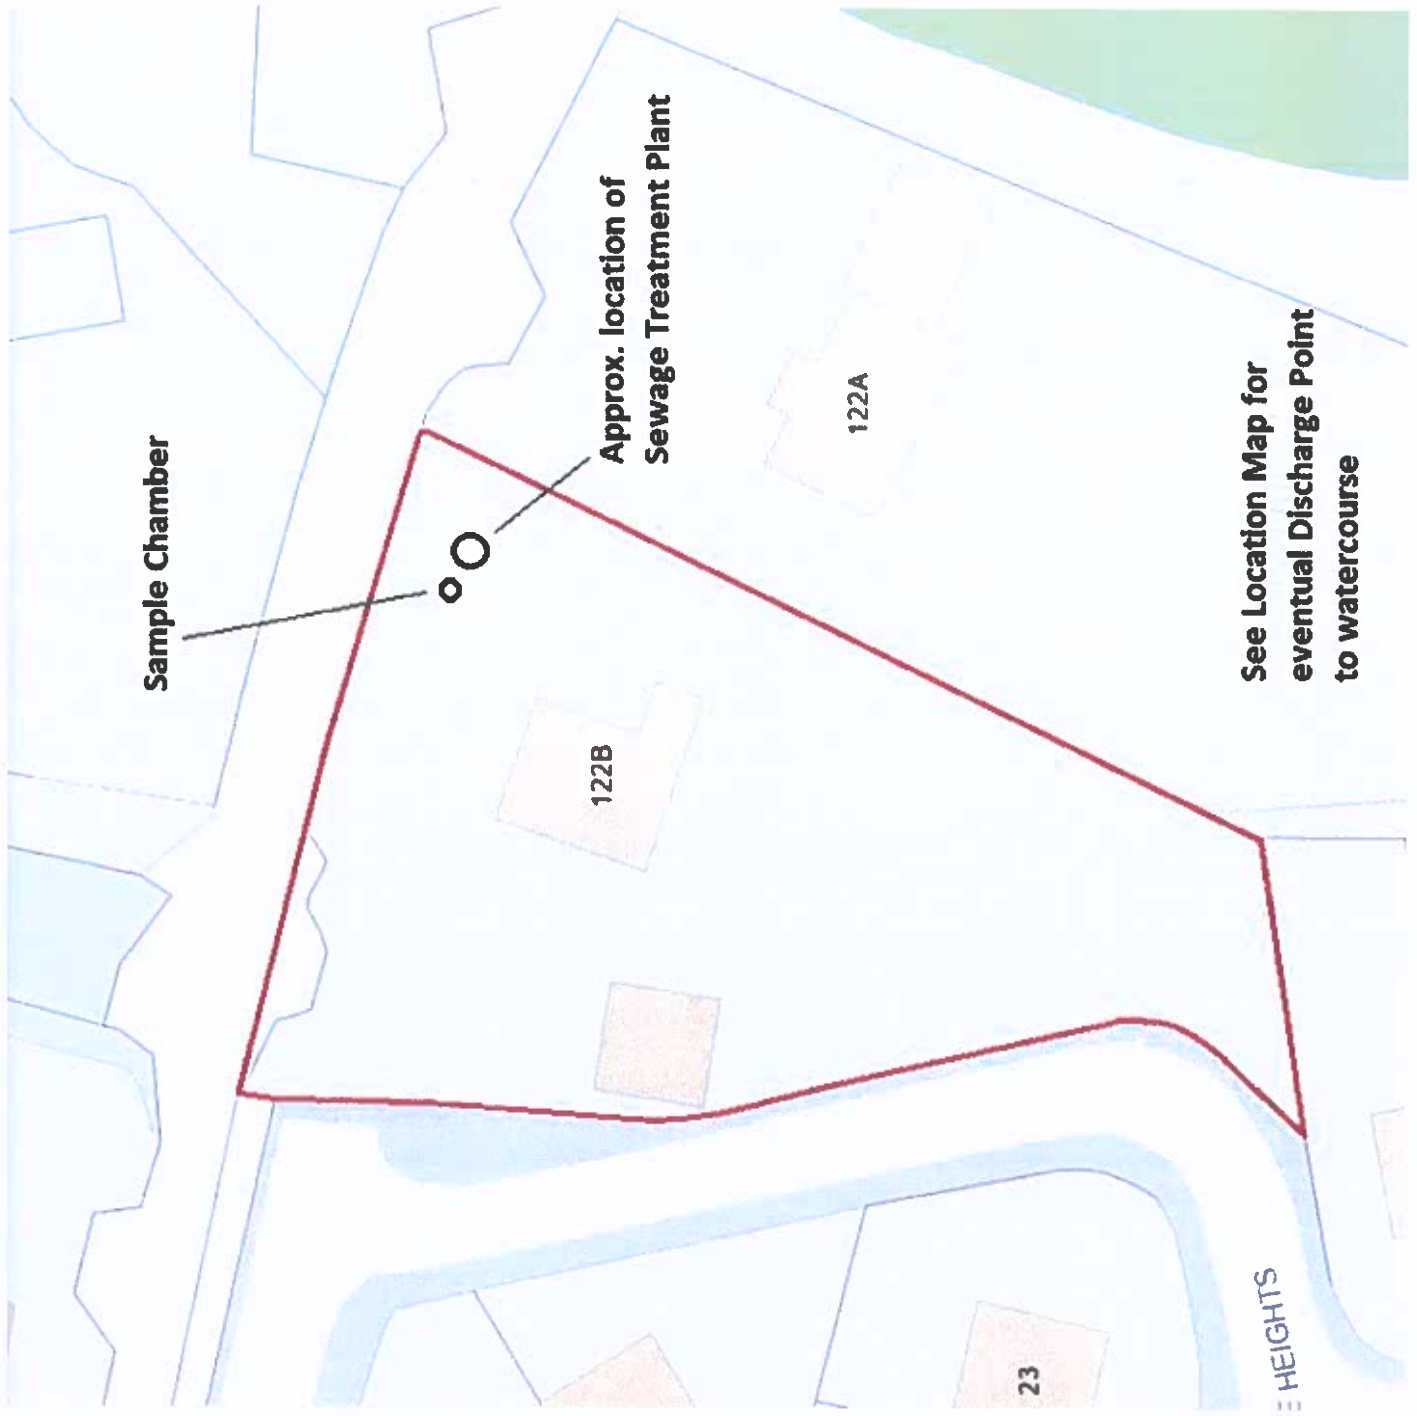 Sample Chamber
Approx. location of
Sewage Treatment Plant
122A
122B
See Location Map for
eventual Discharge Point
to watercourse
HEIGHTS
23